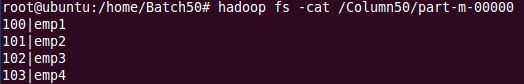 root@ubuntu:/home/Batch50# hadoop fs -cat /Column50/part-m-00000
100|emp1
101|emp2
102|emp3
103|emp4